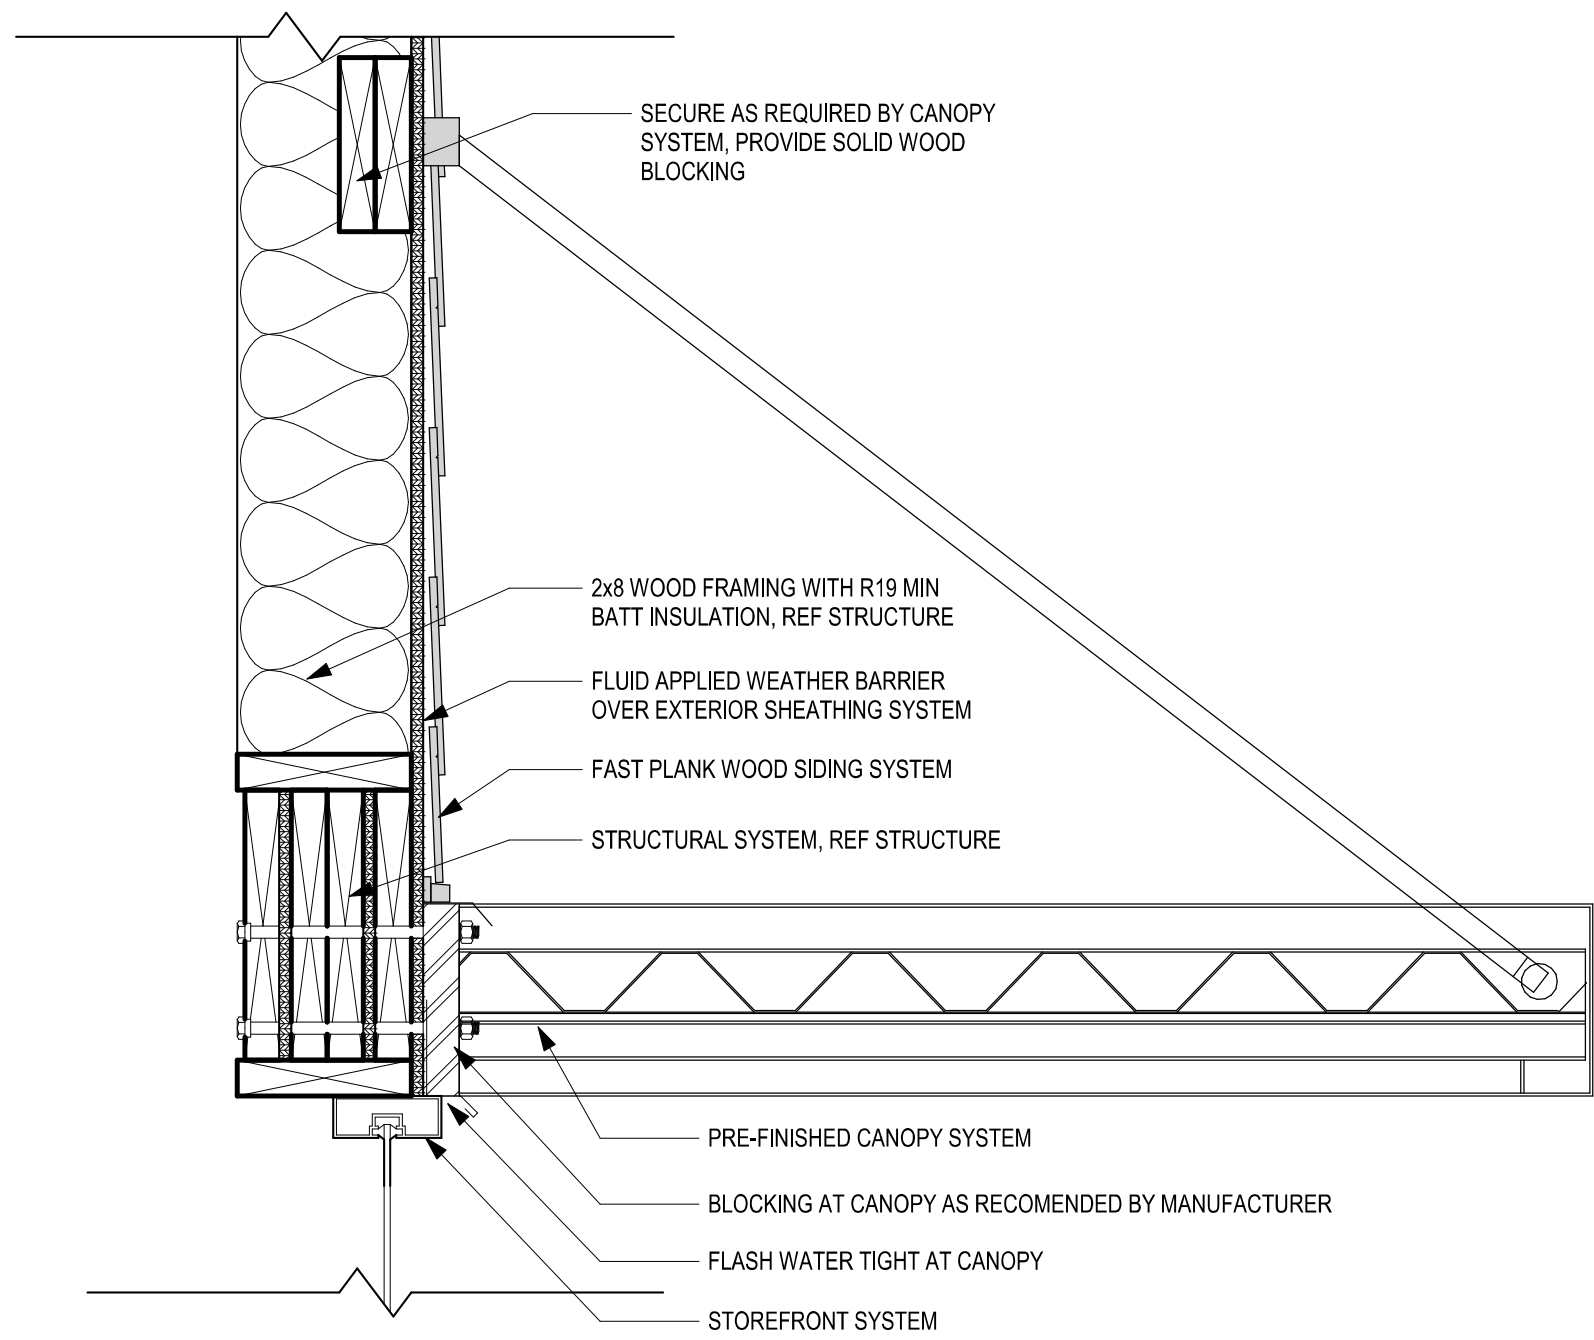 SECURE AS REQUIRED BY CANOPY
SYSTEM, PROVIDE SOLID WOOD
BLOCKING
2x8 WOOD FRAMING WITH R19 MIN
BATT INSULATION, REF STRUCTURE
FLUID APPLIED WEATHER BARRIER
OVER EXTERIOR SHEATHING SYSTEM
FAST PLANK WOOD SIDING SYSTEM
STRUCTURAL SYSTEM, REF STRUCTURE
PRE-FINISHED CANOPY SYSTEM
BLOCKING AT CANOPY AS RECOMENDED BY MANUFACTURER
FLASH WATER TIGHT AT CANOPY
STOREFRONT SYSTEM